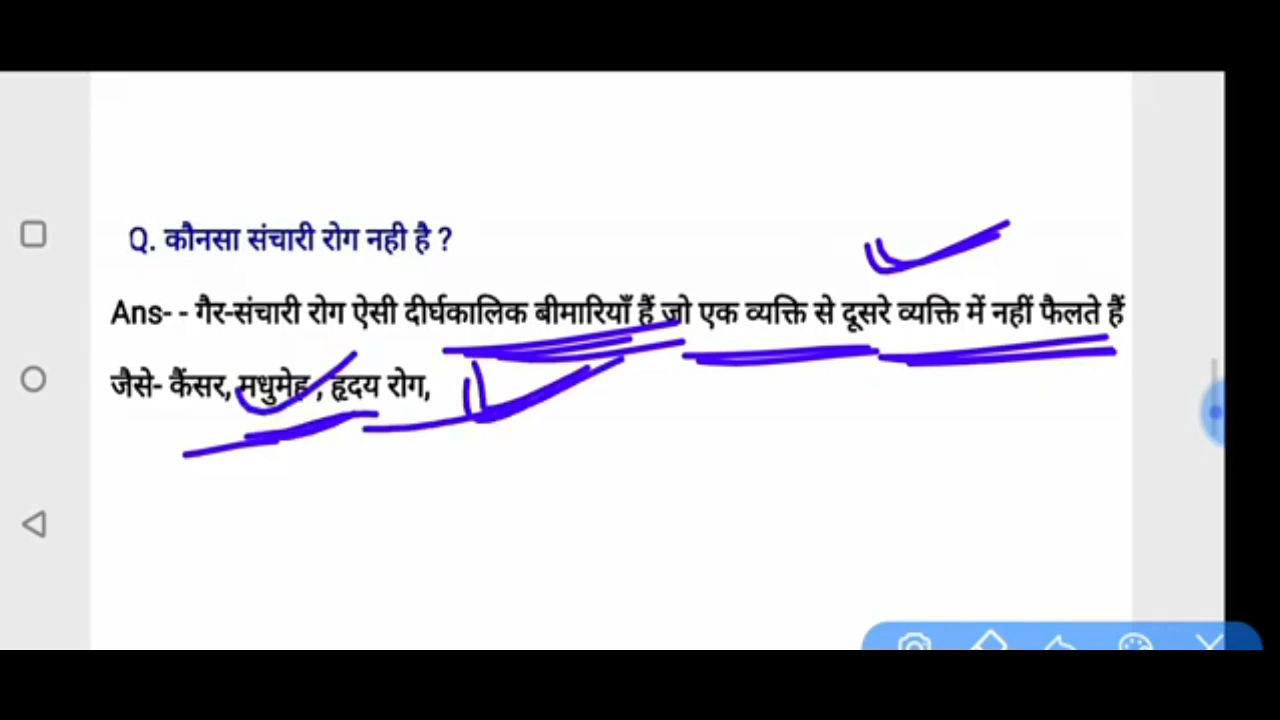 Q. कौनसा संचारी रोग नही है ?
Ans- - गैर-संचारी रोग ऐसी दीर्घकालिक बीमारियाँ हैं जो एक व्यक्ति से दूसरे व्यक्ति में नहीं फैलते हैं
जैसे- कैंसर, मधुमेह , हृदय रोग,